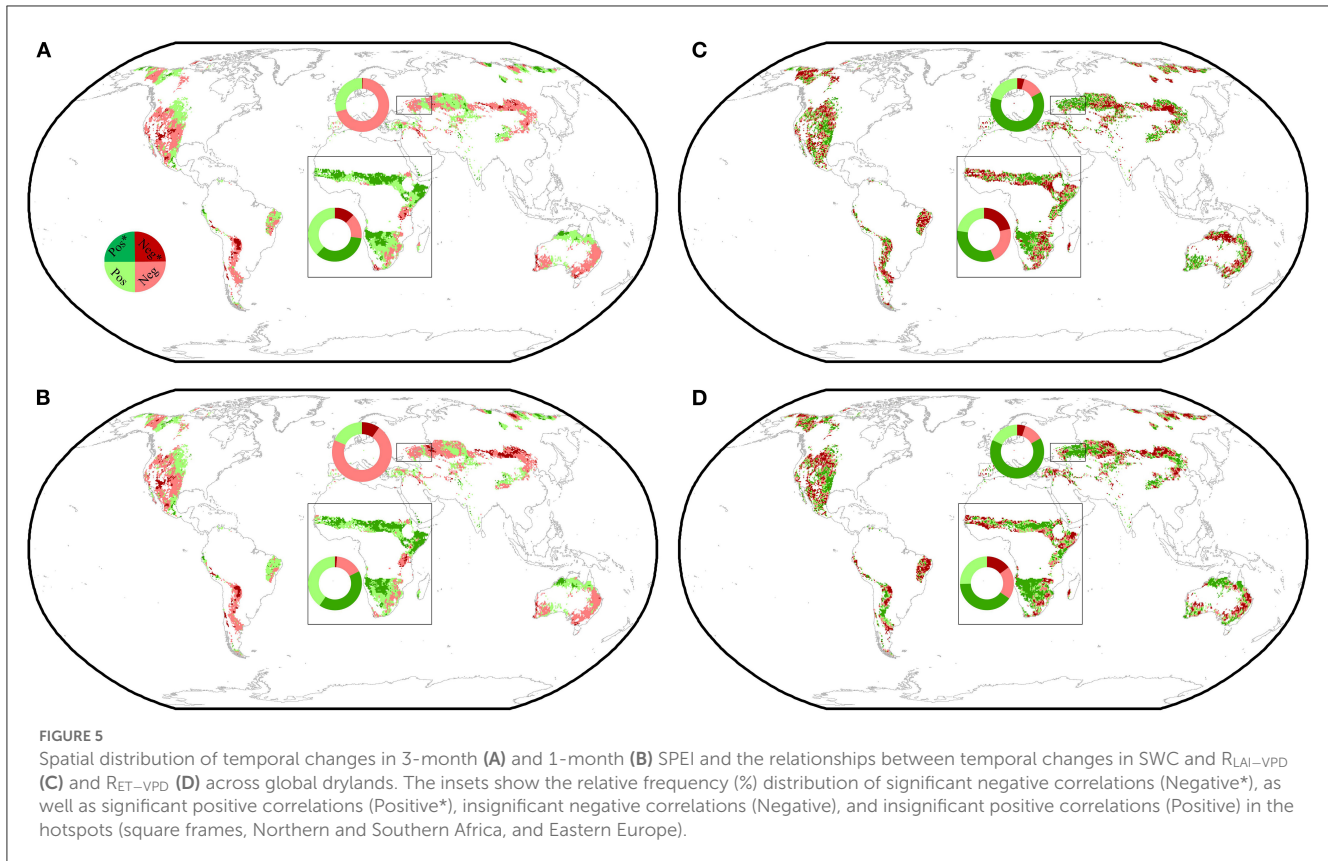 A
C
Pos*
Neg*
Pos
Neg
B
D
FIGURE 5
Spatial distribution of temporal changes in 3-month (A) and 1-month (B) SPEI and the relationships between temporal changes in SWC and RLAI−VPD
(C) and RET−VPD (D) across global drylands. The insets show the relative frequency (%) distribution of significant negative correlations (Negative*), as
well as significant positive correlations (Positive*), insignificant negative correlations (Negative), and insignificant positive correlations (Positive) in the
hotspots (square frames, Northern and Southern Africa, and Eastern Europe).